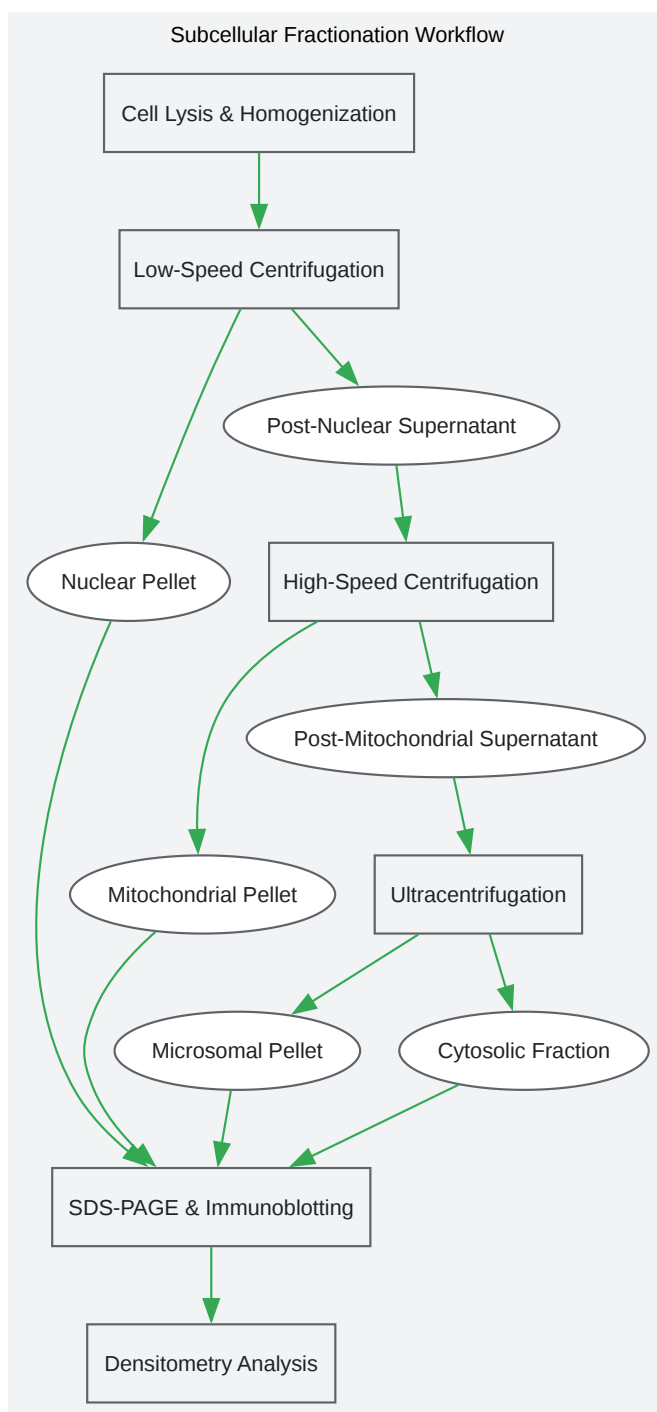 Subcellular Fractionation Workflow
Cell Lysis & Homogenization
Low-Speed Centrifugation
Post-Nuclear Supernatant
Nuclear Pellet
High-Speed Centrifugation
Post-Mitochondrial Supernatant
Mitochondrial Pellet
Ultracentrifugation
Microsomal Pellet
Cytosolic Fraction
SDS-PAGE & Immunoblotting
Densitometry Analysis